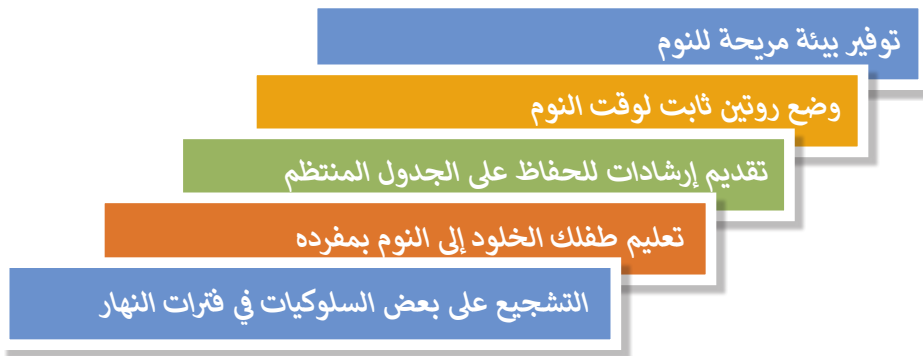 توفير بيئة مريحة للنوم
وضع روتين ثابت لوقت النوم
تقديم إرشادات للحفاظ على الجدول المنتظم
تعليم طفلك الخلود إلى النوم بمفرده
التشجيع على بعض السلوكيات في فترات النهار